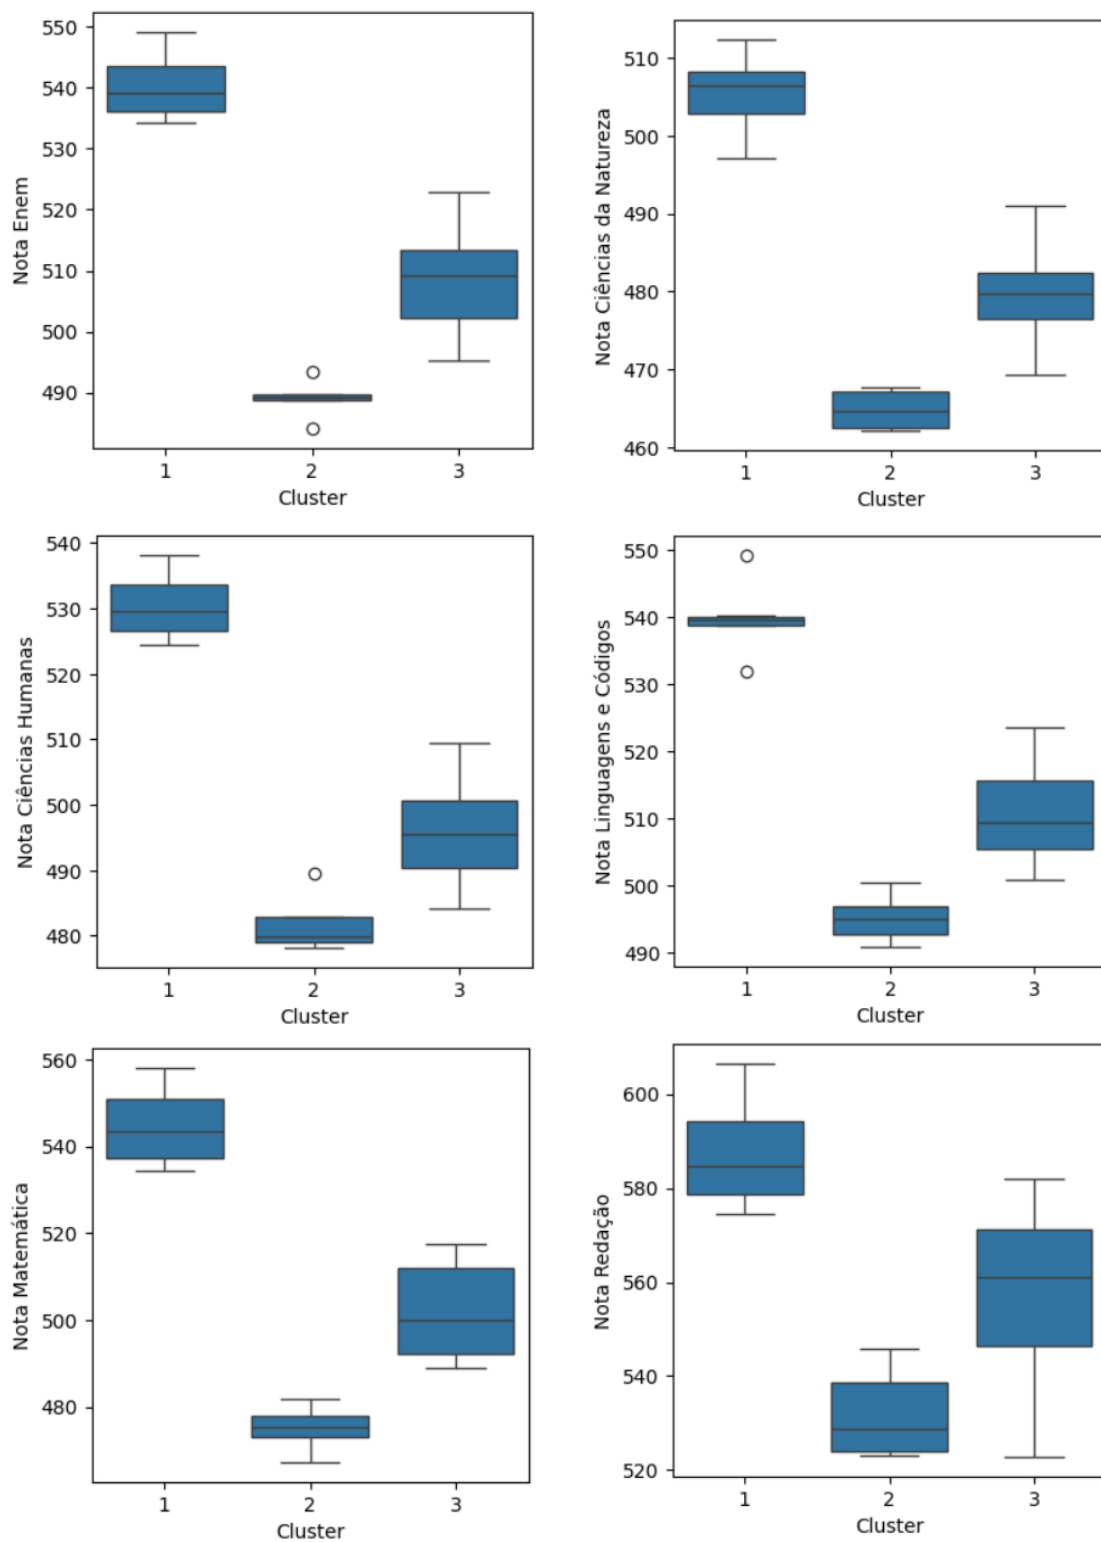 Nota Enem
550
540
530
520
510
500
490
1 2 3
Cluster
Nota Ciências da Natureza
510
500
490
480
470
460
1 2 3
Cluster
Nota Ciências Humanas
540
530
520
510
500
490
480
1 2 3
Cluster
Nota Linguagens e Códigos
550
540
530
520
510
500
490
1 2 3
Cluster
Nota Matemática
560
540
520
500
480
1 2 3
Cluster
Nota Redação
600
580
560
540
520
1 2 3
Cluster